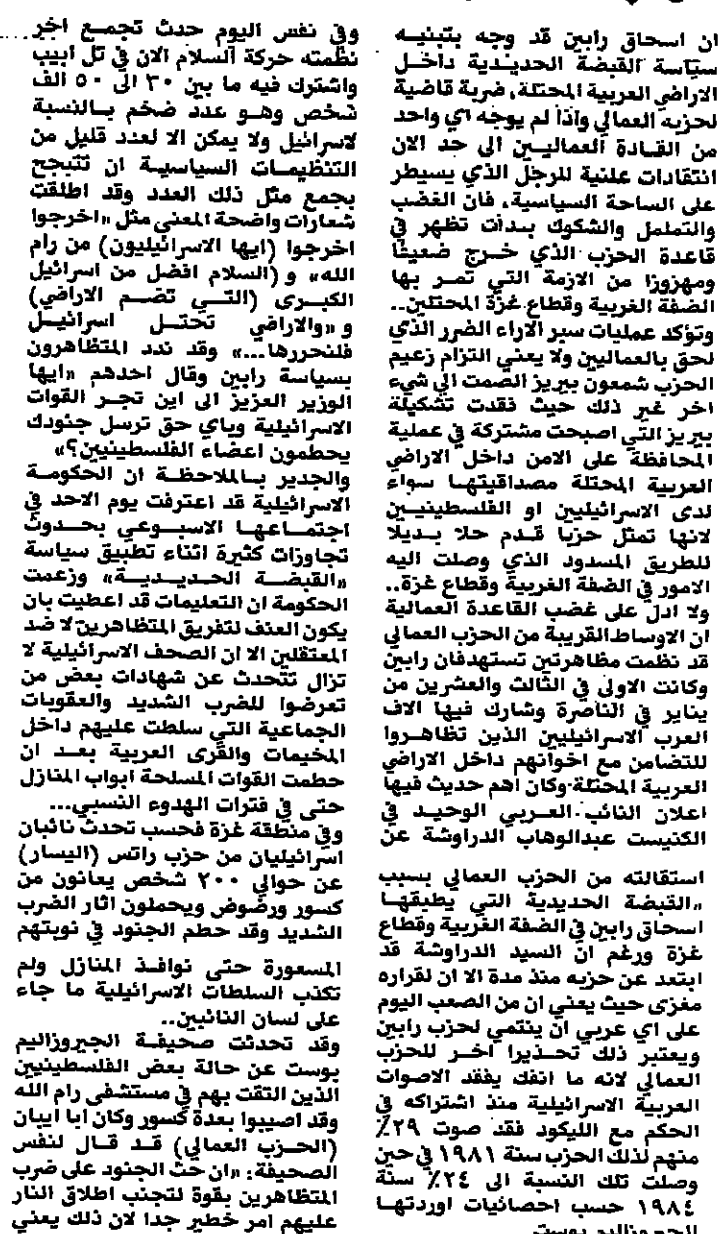 ان اسحاق رابين قد وجه بتبنيه
سياسة القبضة الحديدية داخل
الاراضي العربية المحتلة، ضربة قاضية
لحزبه العمالي واذا لم يوجه اي واحد
من القادة العماليين الى حد الان
انتقادات علنية للرجل الذي يسيطر
على الساحة السياسية، فان الغضب
والتململ والشكوك بدات تظهر في
قاعدة الحزب الذي خرج ضعيفا
ومهزوزا من الازمة التي تمر بها
الضفة الغربية وقطاع غزة المحتلتين..
وتؤكد عمليات سبر الاراء الضرر الذي
لحق بالعماليين ولا يعني التزام زعيم
الحزب شمعون بيريز الصمت الى شيء
اخر غير ذلك حيث فقدت تشكيلة
بيريز التي اصبحت مشتركة في عملية
المحافظة على الامن داخل الاراضي
العربية المحتلة مصداقيتها سواء
لدى الاسرائيليين او الفلسطينيين
لانها تمثل حزبا قدم حلا بديلا
للطريق المسدود الذي وصلت اليه
الامور في الضفة الغربية وقطاع غزة..
ولا ادل على غضب القاعدة العمالية
ان الاوساط القريبة من الحزب العمالي
قد نظمت مظاهرتين تستهدفان رابين
وكانت الاولى في الثالث والعشرين من
يناير في الناصرة وشارك فيها الاف
العرب الاسرائيليين الذين تظاهروا
للتضامن مع اخوانهم داخل الاراضي
العربية المحتلة وكان اهم حديث فيها
اعلان النائب العربي الوحيد في
الكنيست عبدالوهاب الدراوشة عن
استقالته من الحزب العمالي بسبب
«القبضة الحديدية التي يطبقها
اسحاق رابين في الضفة الغربية وقطاع
غزة ورغم ان السيد الدراوشة قد
ابتعد عن حزبه منذ مدة الا ان لقراره
مغزى حيث يعني ان من الصعب اليوم
على اي عربي ان ينتمي لحزب رابين
ويعتبر ذلك تحذيرا اخر للحزب
العمالي لانه ما انفك يفقد الاصوات
العربية الاسرائيلية منذ اشتراكه في
الحكم مع الليكود فقد صوت ٢٩٪
منهم لذلك الحزب سنة ١٩٨١ في حين
وصلت تلك النسبة الى ٢٤٪ سنة
١٩٨٤ حسب احصائيات اوردتها
الجيروزاليم بوست
وفي نفس اليوم حدث تجمع اخر
نظمته حركة السلام الان في تل ابيب
واشترك فيه ما بين ٣٠ الى ٥٠ الف
شخص وهو عدد ضخم بالنسبة
لاسرائيل ولا يمكن الا لعدد قليل من
التنظيمات السياسية ان تنجح
بجمع مثل ذلك العدد وقد اطلقت
شعارات واضحة المعنى مثل «اخرجوا
اخرجوا (ايها الاسرائيليون) من رام
الله» و (السلام افضل من اسرائيل
الكبرى (التي تضم الاراضي)
و «والاراضي تحتل اسرائيل
فلنحررها...» وقد ندد المتظاهرون
بسياسة رابين وقال احدهم «ايها
الوزير العزيز الى اين تجر القوات
الاسرائيلية وباي حق ترسل جنودك
يحطمون اعضاء الفلسطينيين؟»
والجدير بالملاحظة ان الحكومة
الاسرائيلية قد اعترفت يوم الاحد في
اجتماعها الاسبوعي بحدوث
تجاوزات كثيرة اثناء تطبيق سياسة
«القبضة الحديدية» وزعمت
الحكومة ان التعليمات قد اعطيت بان
يكون العنف لتفريق المتظاهرين لا ضد
المعتقلين الا ان الصحف الاسرائيلية لا
تزال تتحدث عن شهادات بعض من
تعرضوا للضرب الشديد والعقوبات
الجماعية التي سلطت عليهم داخل
المخيمات والقرى العربية بعد ان
حطمت القوات المسلحة ابواب المنازل
حتى في فترات الهدوء النسبي...
وفي منطقة غزة فحسب تحدث نائبان
اسرائيليان من حزب راتس (اليسار)
عن حوالي ٢٠٠ شخص يعانون من
كسور ورضوض ويحملون اثار الضرب
الشديد وقد حطم الجنود في نوبتهم
المسعورة حتى نوافذ المنازل ولم
تكذب السلطات الاسرائيلية ما جاء
على لسان النائبين..
وقد تحدثت صحيفة الجيروزاليم
بوست عن حالة بعض الفلسطينيين
الذين التقت بهم في مستشفى رام الله
وقد اصيبوا بعدة كسور وكان ابا ايبان
(الحزب العمالي) قد قال لنفس
الصحيفة: «ان حث الجنود على ضرب
المتظاهرين بقوة لتجنب اطلاق النار
عليهم امر خطير جدا لان ذلك يعني